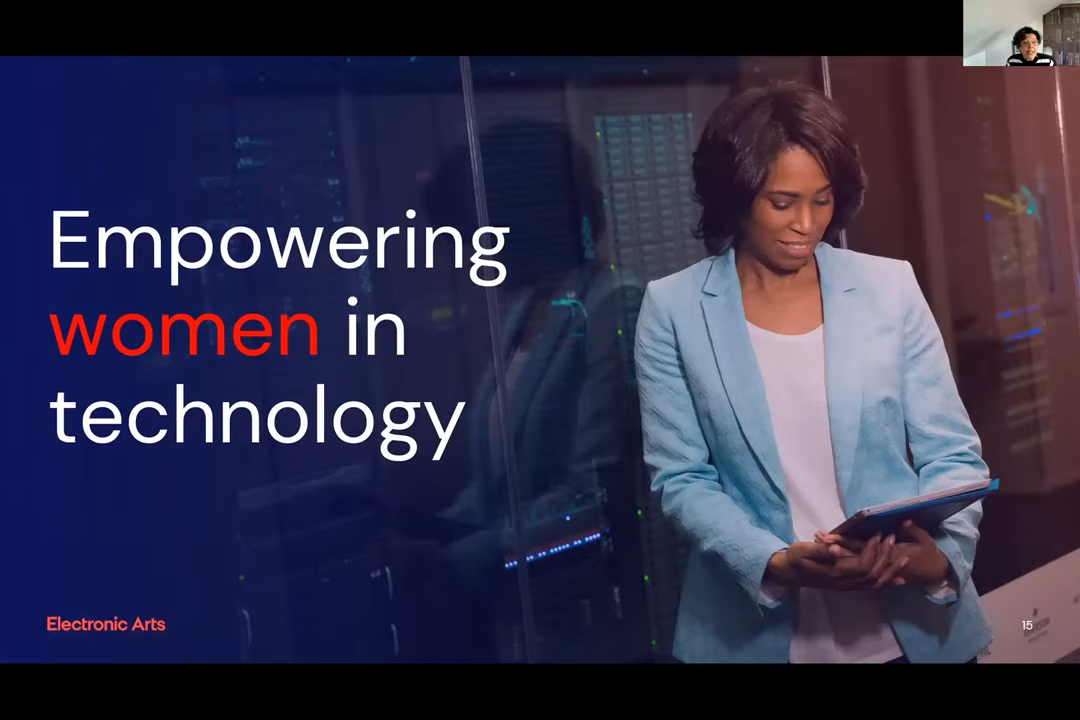 Empowering
women in
technology
Electronic Arts
15